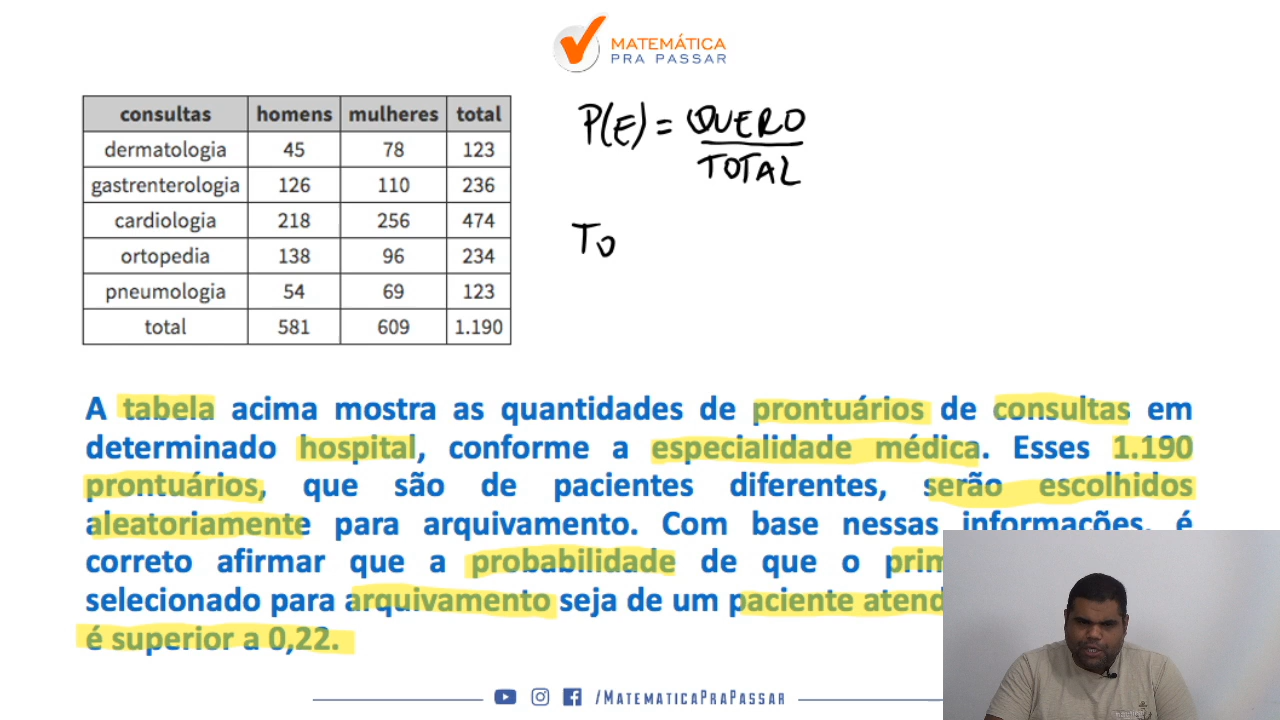 MATEMÁTICA
PRA PASSAR
consultas homens mulheres total
dermatologia 45 78 123
gastrenterologia 126 110 236
cardiologia 218 256 474
ortopedia 138 96 234
pneumologia 54 69 123
total 581 609 1.190
P(E) = QUERO
TOTAL
TO
A tabela acima mostra as quantidades de prontuários de consultas em
determinado hospital, conforme a especialidade médica. Esses 1.190
prontuários, que são de pacientes diferentes, serão escolhidos
aleatoriamente para arquivamento. Com base nessas informações, é
correto afirmar que a probabilidade de que o
selecionado para arquivamento seja de um paciente
é superior a 0,22.
/MATEMATICAPRAPASSAR